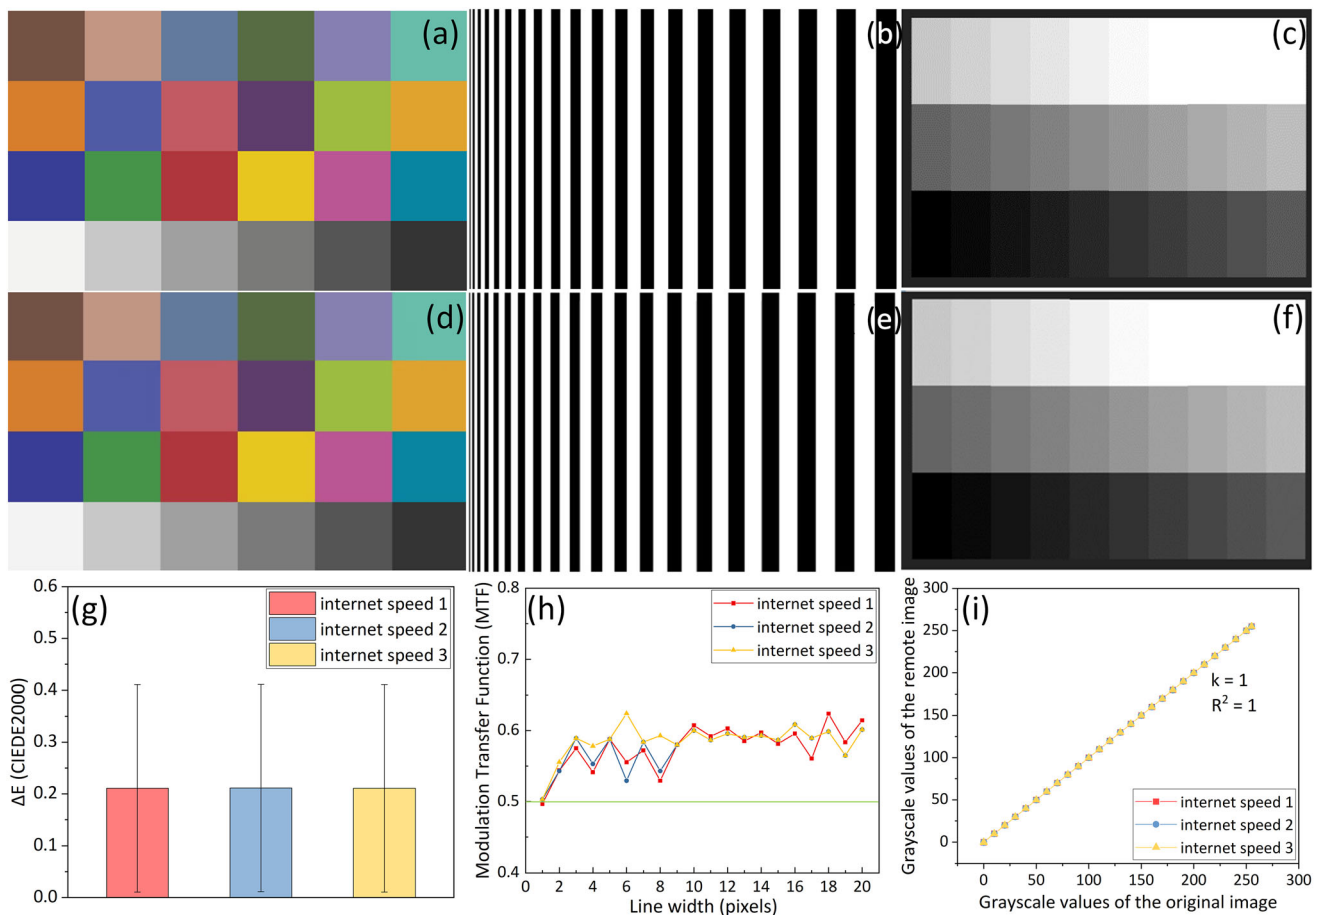 (a)
(b)
(c)
(d)
(e)
(f)
(g)
0.6
0.5
0.4
0.3
0.2
0.1
0.0
ΔE (CIEDE2000)
internet speed 1
internet speed 2
internet speed 3
(h)
0.8
0.7
0.6
0.5
0.4
Modulation Transfer Function (MTF)
internet speed 1
internet speed 2
internet speed 3
0 2 4 6 8 10 12 14 16 18 20
Line width (pixels)
(i)
300
250
200
150
100
50
0
Grayscale values of the remote image
k = 1
R² = 1
internet speed 1
internet speed 2
internet speed 3
0 50 100 150 200 250 300
Grayscale values of the original image